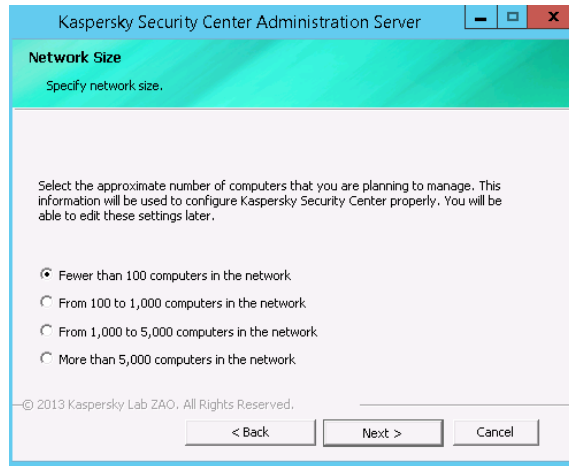 Kaspersky Security Center Administration Server
Network Size
Specify network size.
Select the approximate number of computers that you are planning to manage. This
information will be used to configure Kaspersky Security Center properly. You will be
able to edit these settings later.
Fewer than 100 computers in the network
From 100 to 1,000 computers in the network
From 1,000 to 5,000 computers in the network
More than 5,000 computers in the network
© 2013 Kaspersky Lab ZAO. All Rights Reserved.
< Back Next > Cancel